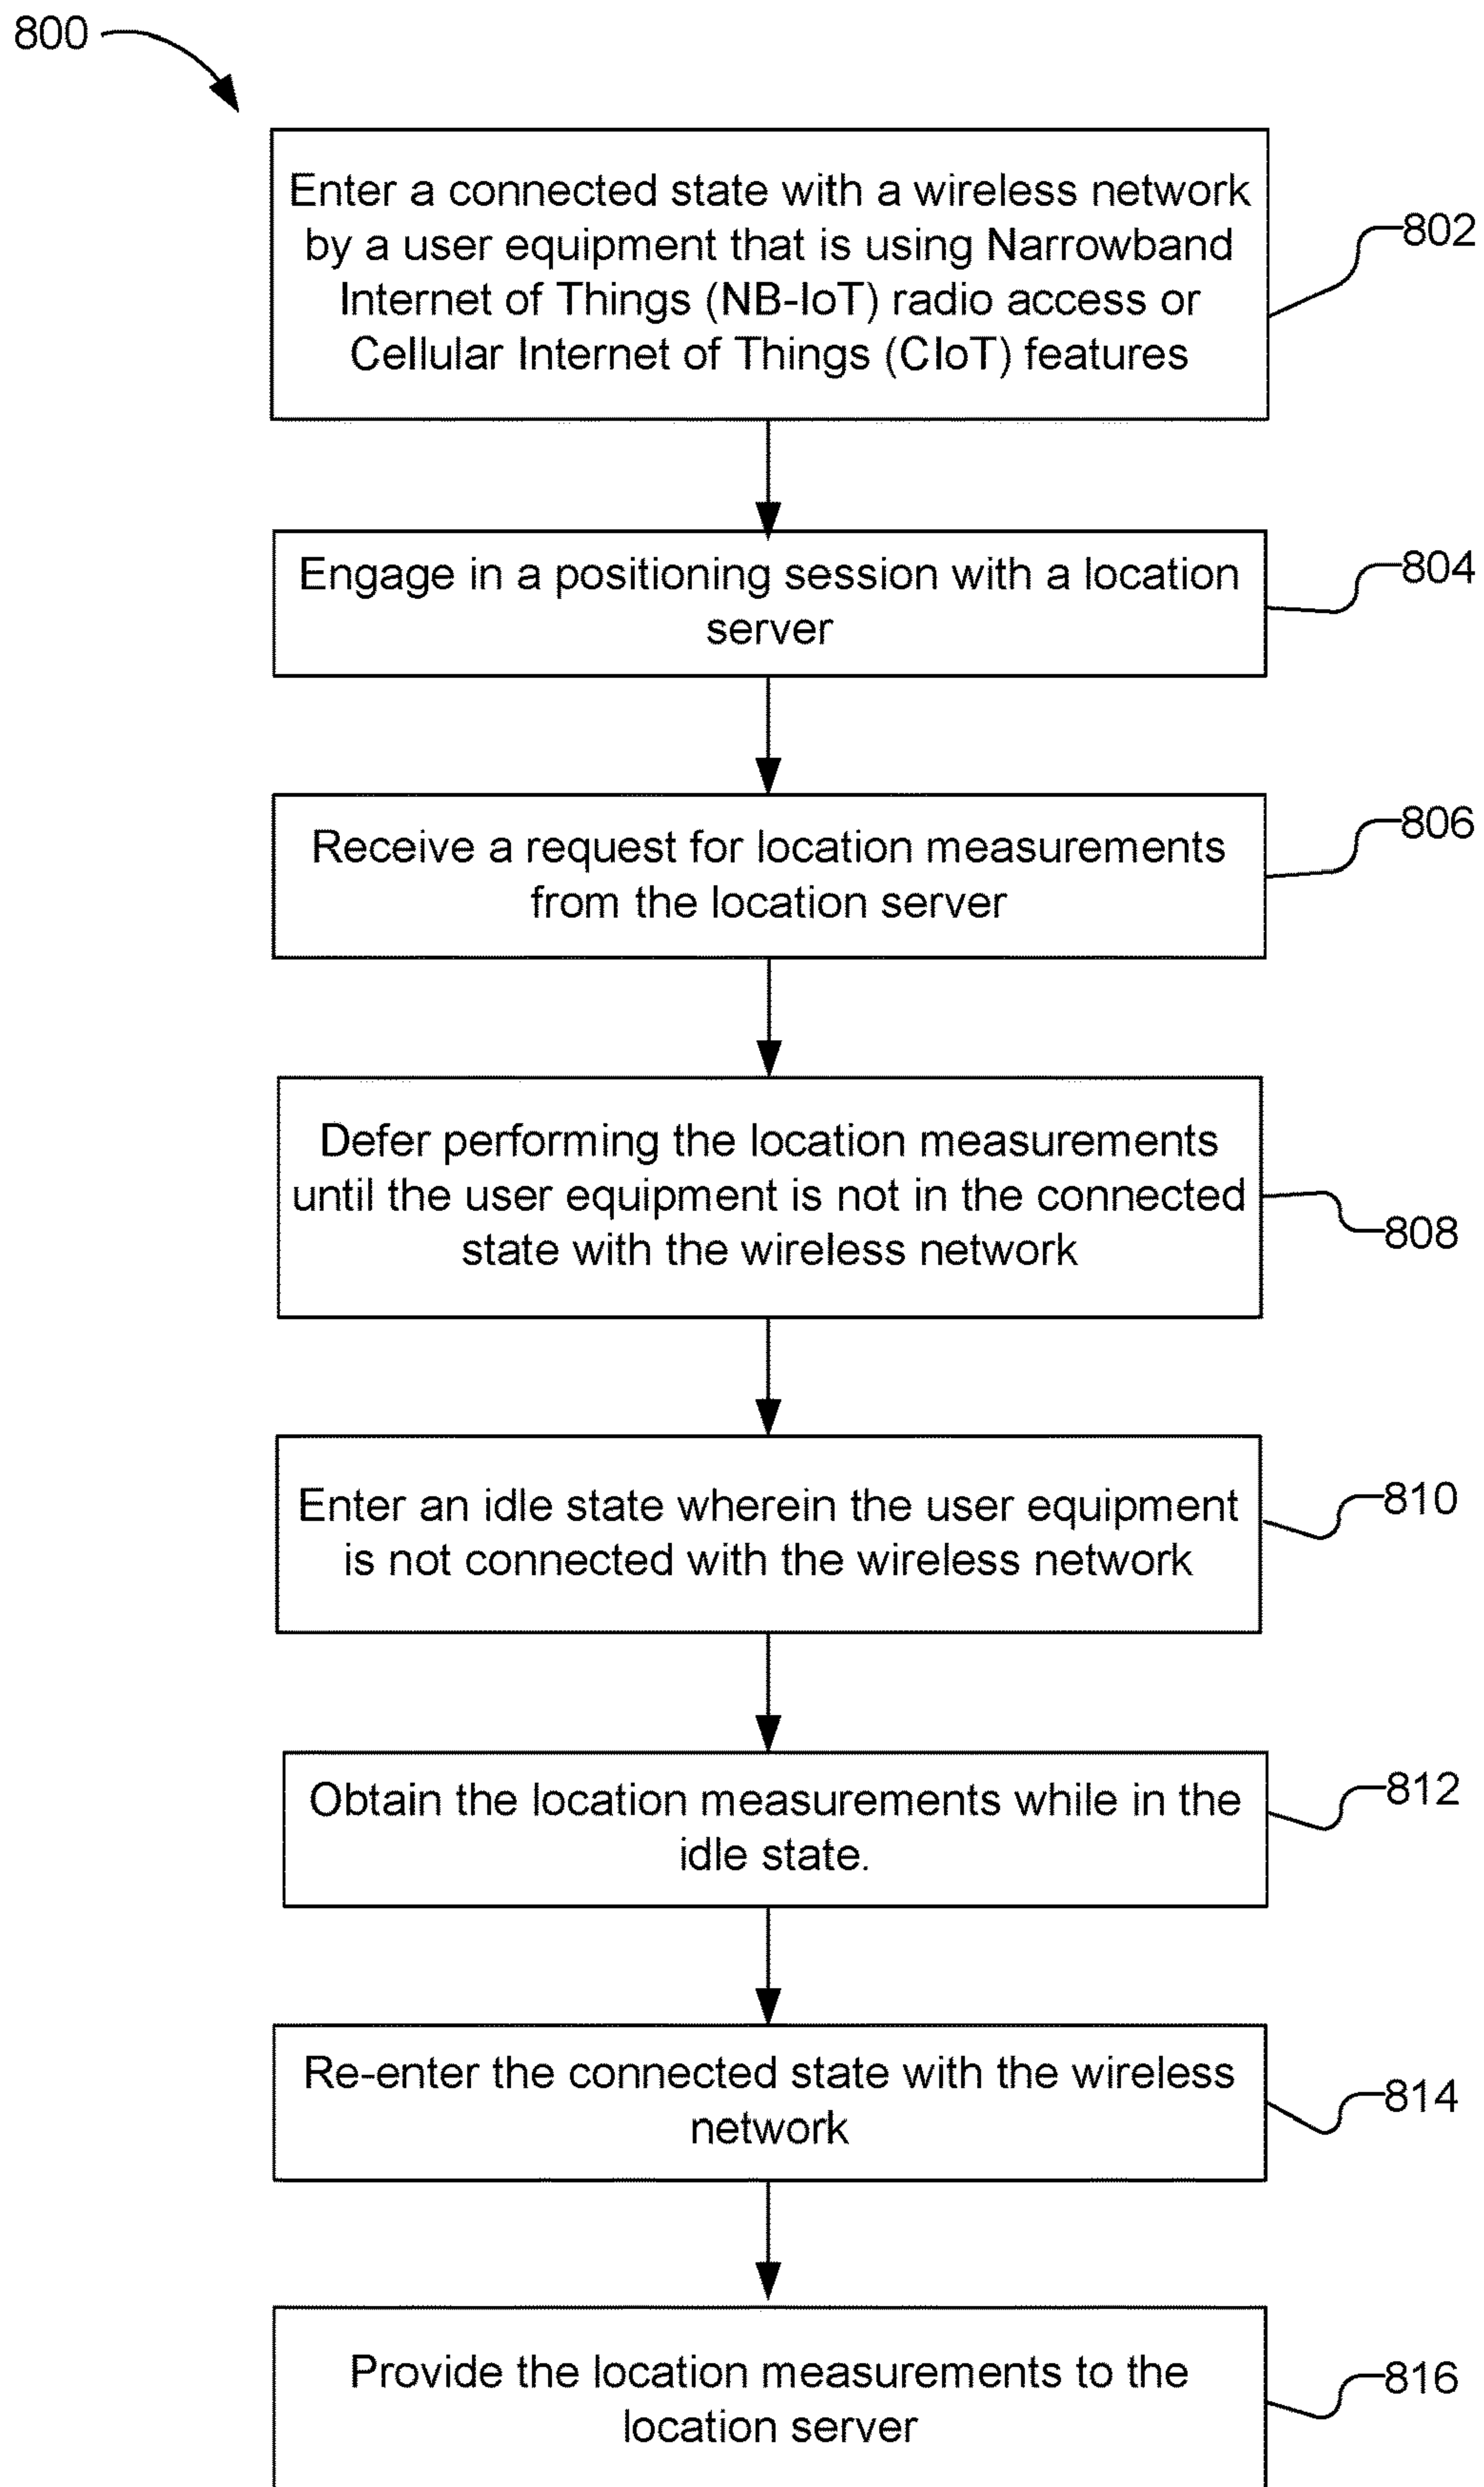 800
Enter a connected state with a wireless network
by a user equipment that is using Narrowband
Internet of Things (NB-IoT) radio access or
Cellular Internet of Things (CIoT) features
802
Engage in a positioning session with a location
server
804
Receive a request for location measurements
from the location server
806
Defer performing the location measurements
until the user equipment is not in the connected
state with the wireless network
808
Enter an idle state wherein the user equipment
is not connected with the wireless network
810
Obtain the location measurements while in the
idle state.
812
Re-enter the connected state with the wireless
network
814
Provide the location measurements to the
location server
816